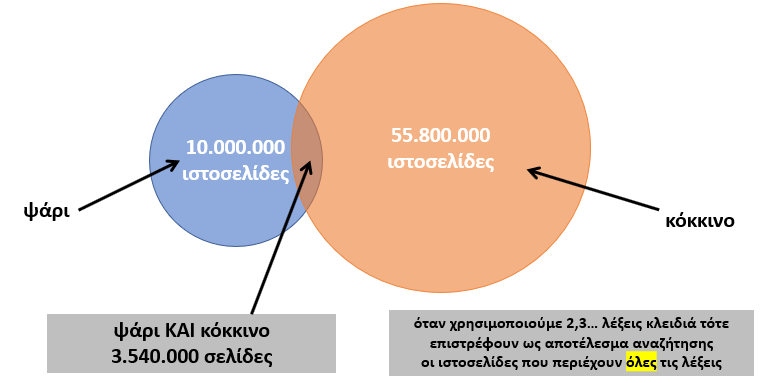 10.000.000
ιστοσελίδες
55.800.000
ιστοσελίδες
ψάρι
κόκκινο
ψάρι ΚΑΙ κόκκινο
3.540.000 σελίδες
όταν χρησιμοποιούμε 2,3... λέξεις κλειδιά τότε
επιστρέφουν ως αποτέλεσμα αναζήτησης
οι ιστοσελίδες που περιέχουν όλες τις λέξεις